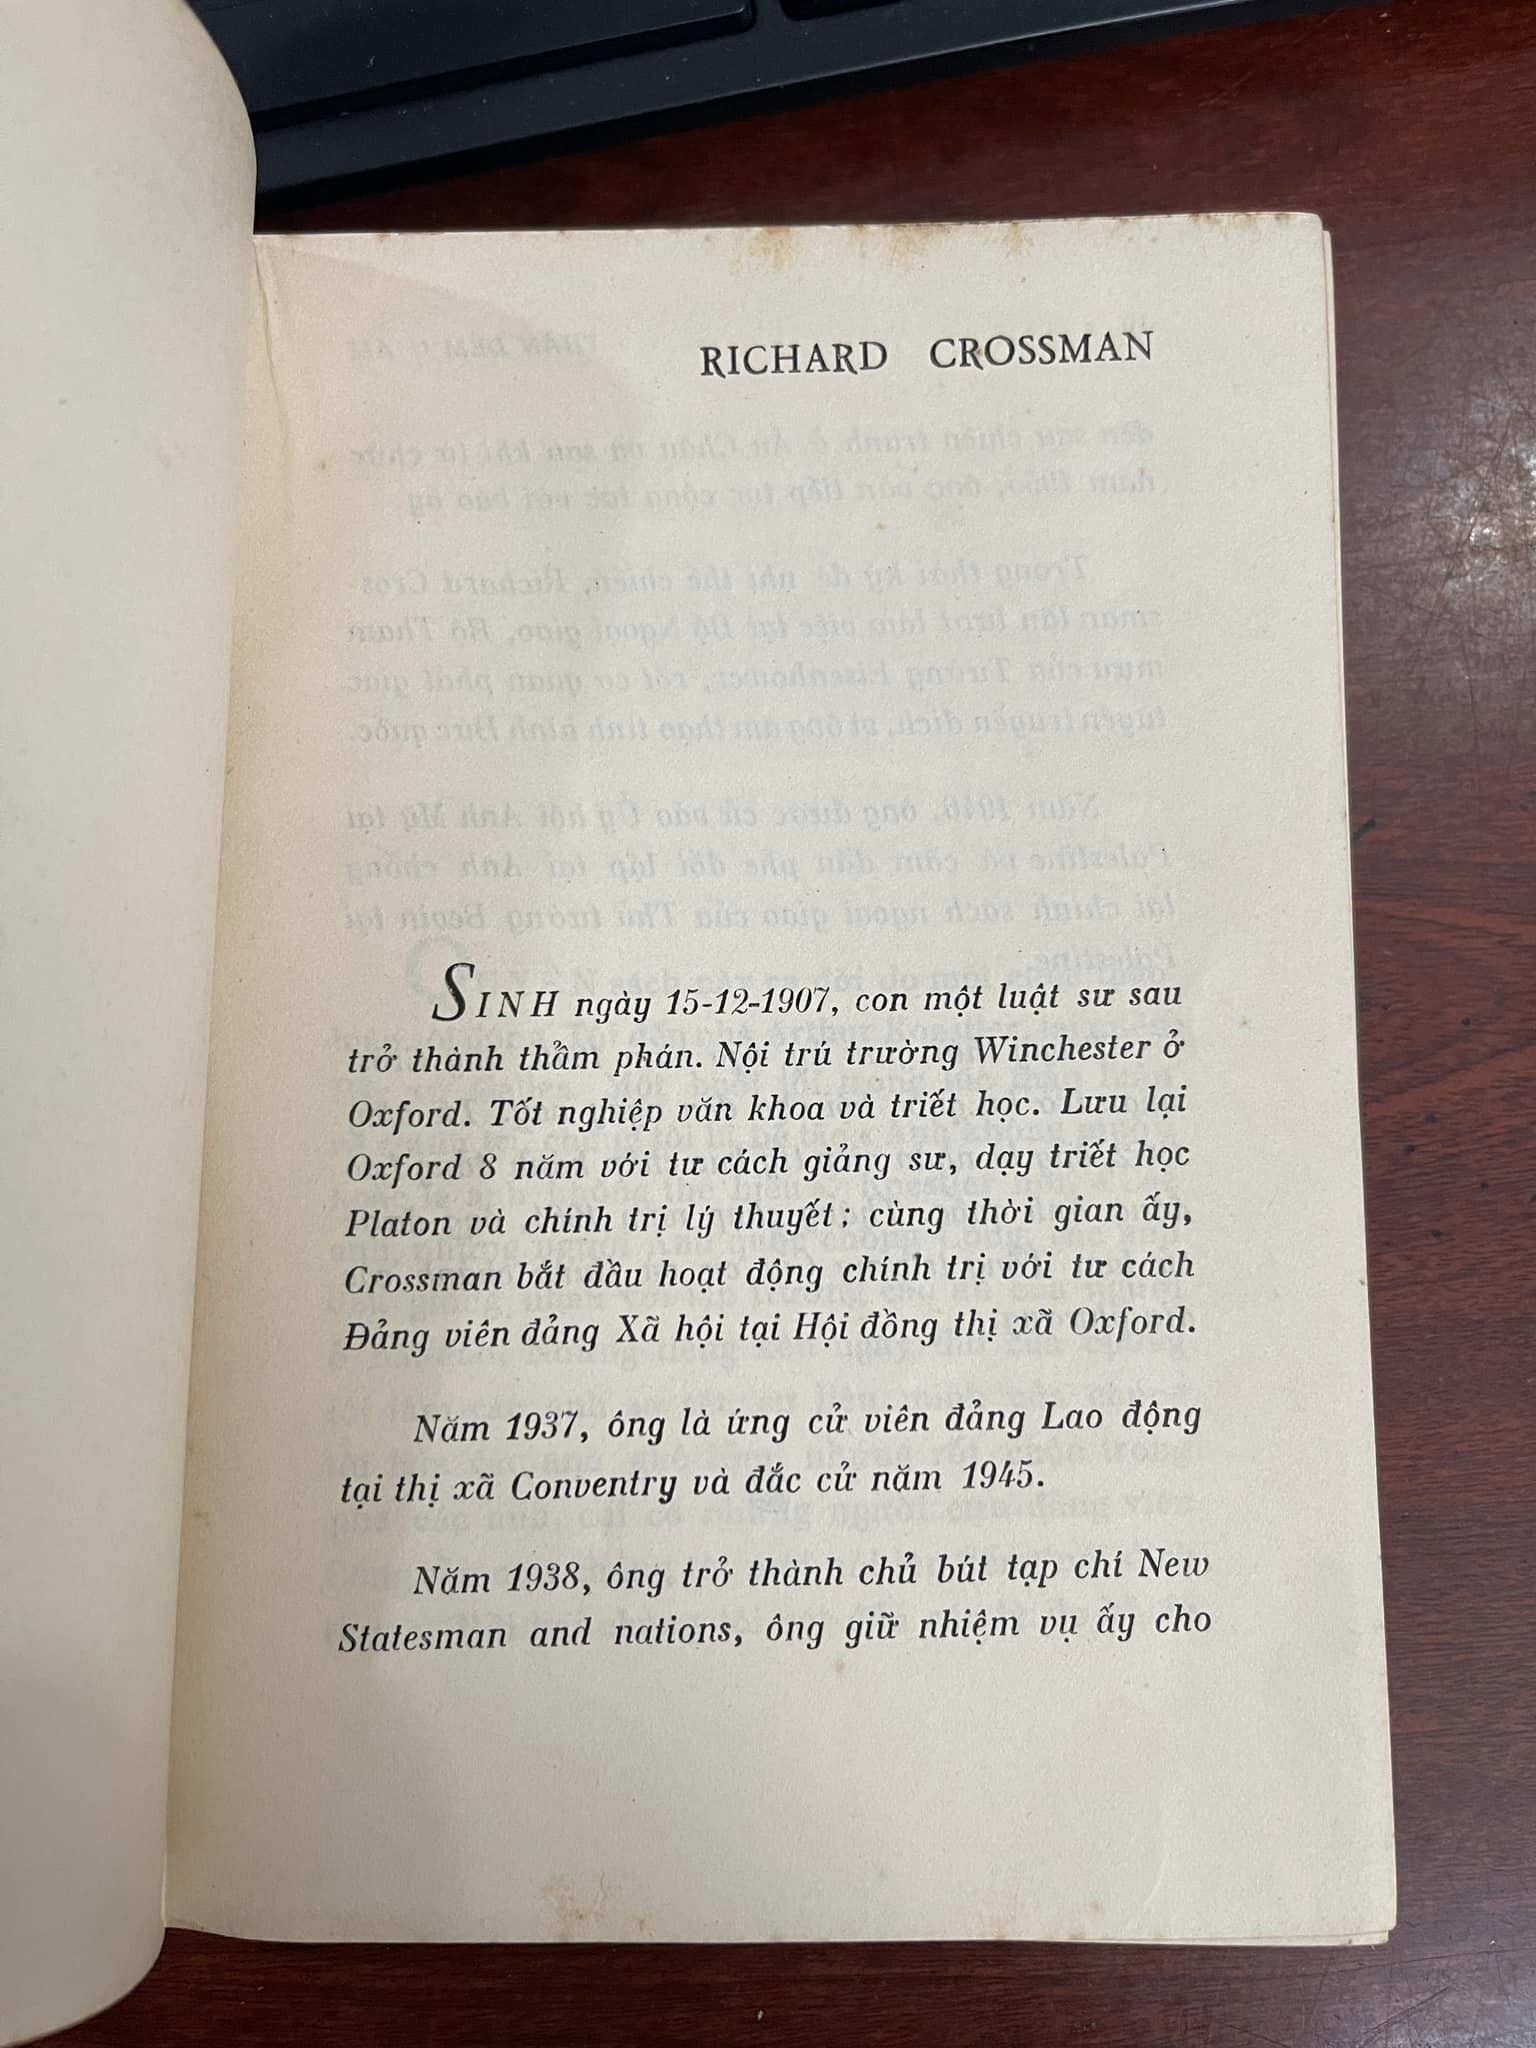 RICHARD CROSSMAN
SINH ngày 15-12-1907, con một luật sư sau
trở thành thẩm phán. Nội trú trường Winchester ở
Oxford. Tốt nghiệp văn khoa và triết học. Lưu lại
Oxford 8 năm với tư cách giảng sư, dạy triết học
Platon và chính trị lý thuyết; cùng thời gian ấy,
Crossman bắt đầu hoạt động chính trị với tư cách
Đảng viên đảng Xã hội tại Hội đồng thị xã Oxford.
Năm 1937, ông là ứng cử viên đảng Lao động
tại thị xã Conventry và đắc cử năm 1945.
Năm 1938, ông trở thành chủ bút tạp chí New
Statesman and nations, ông giữ nhiệm vụ ấy cho